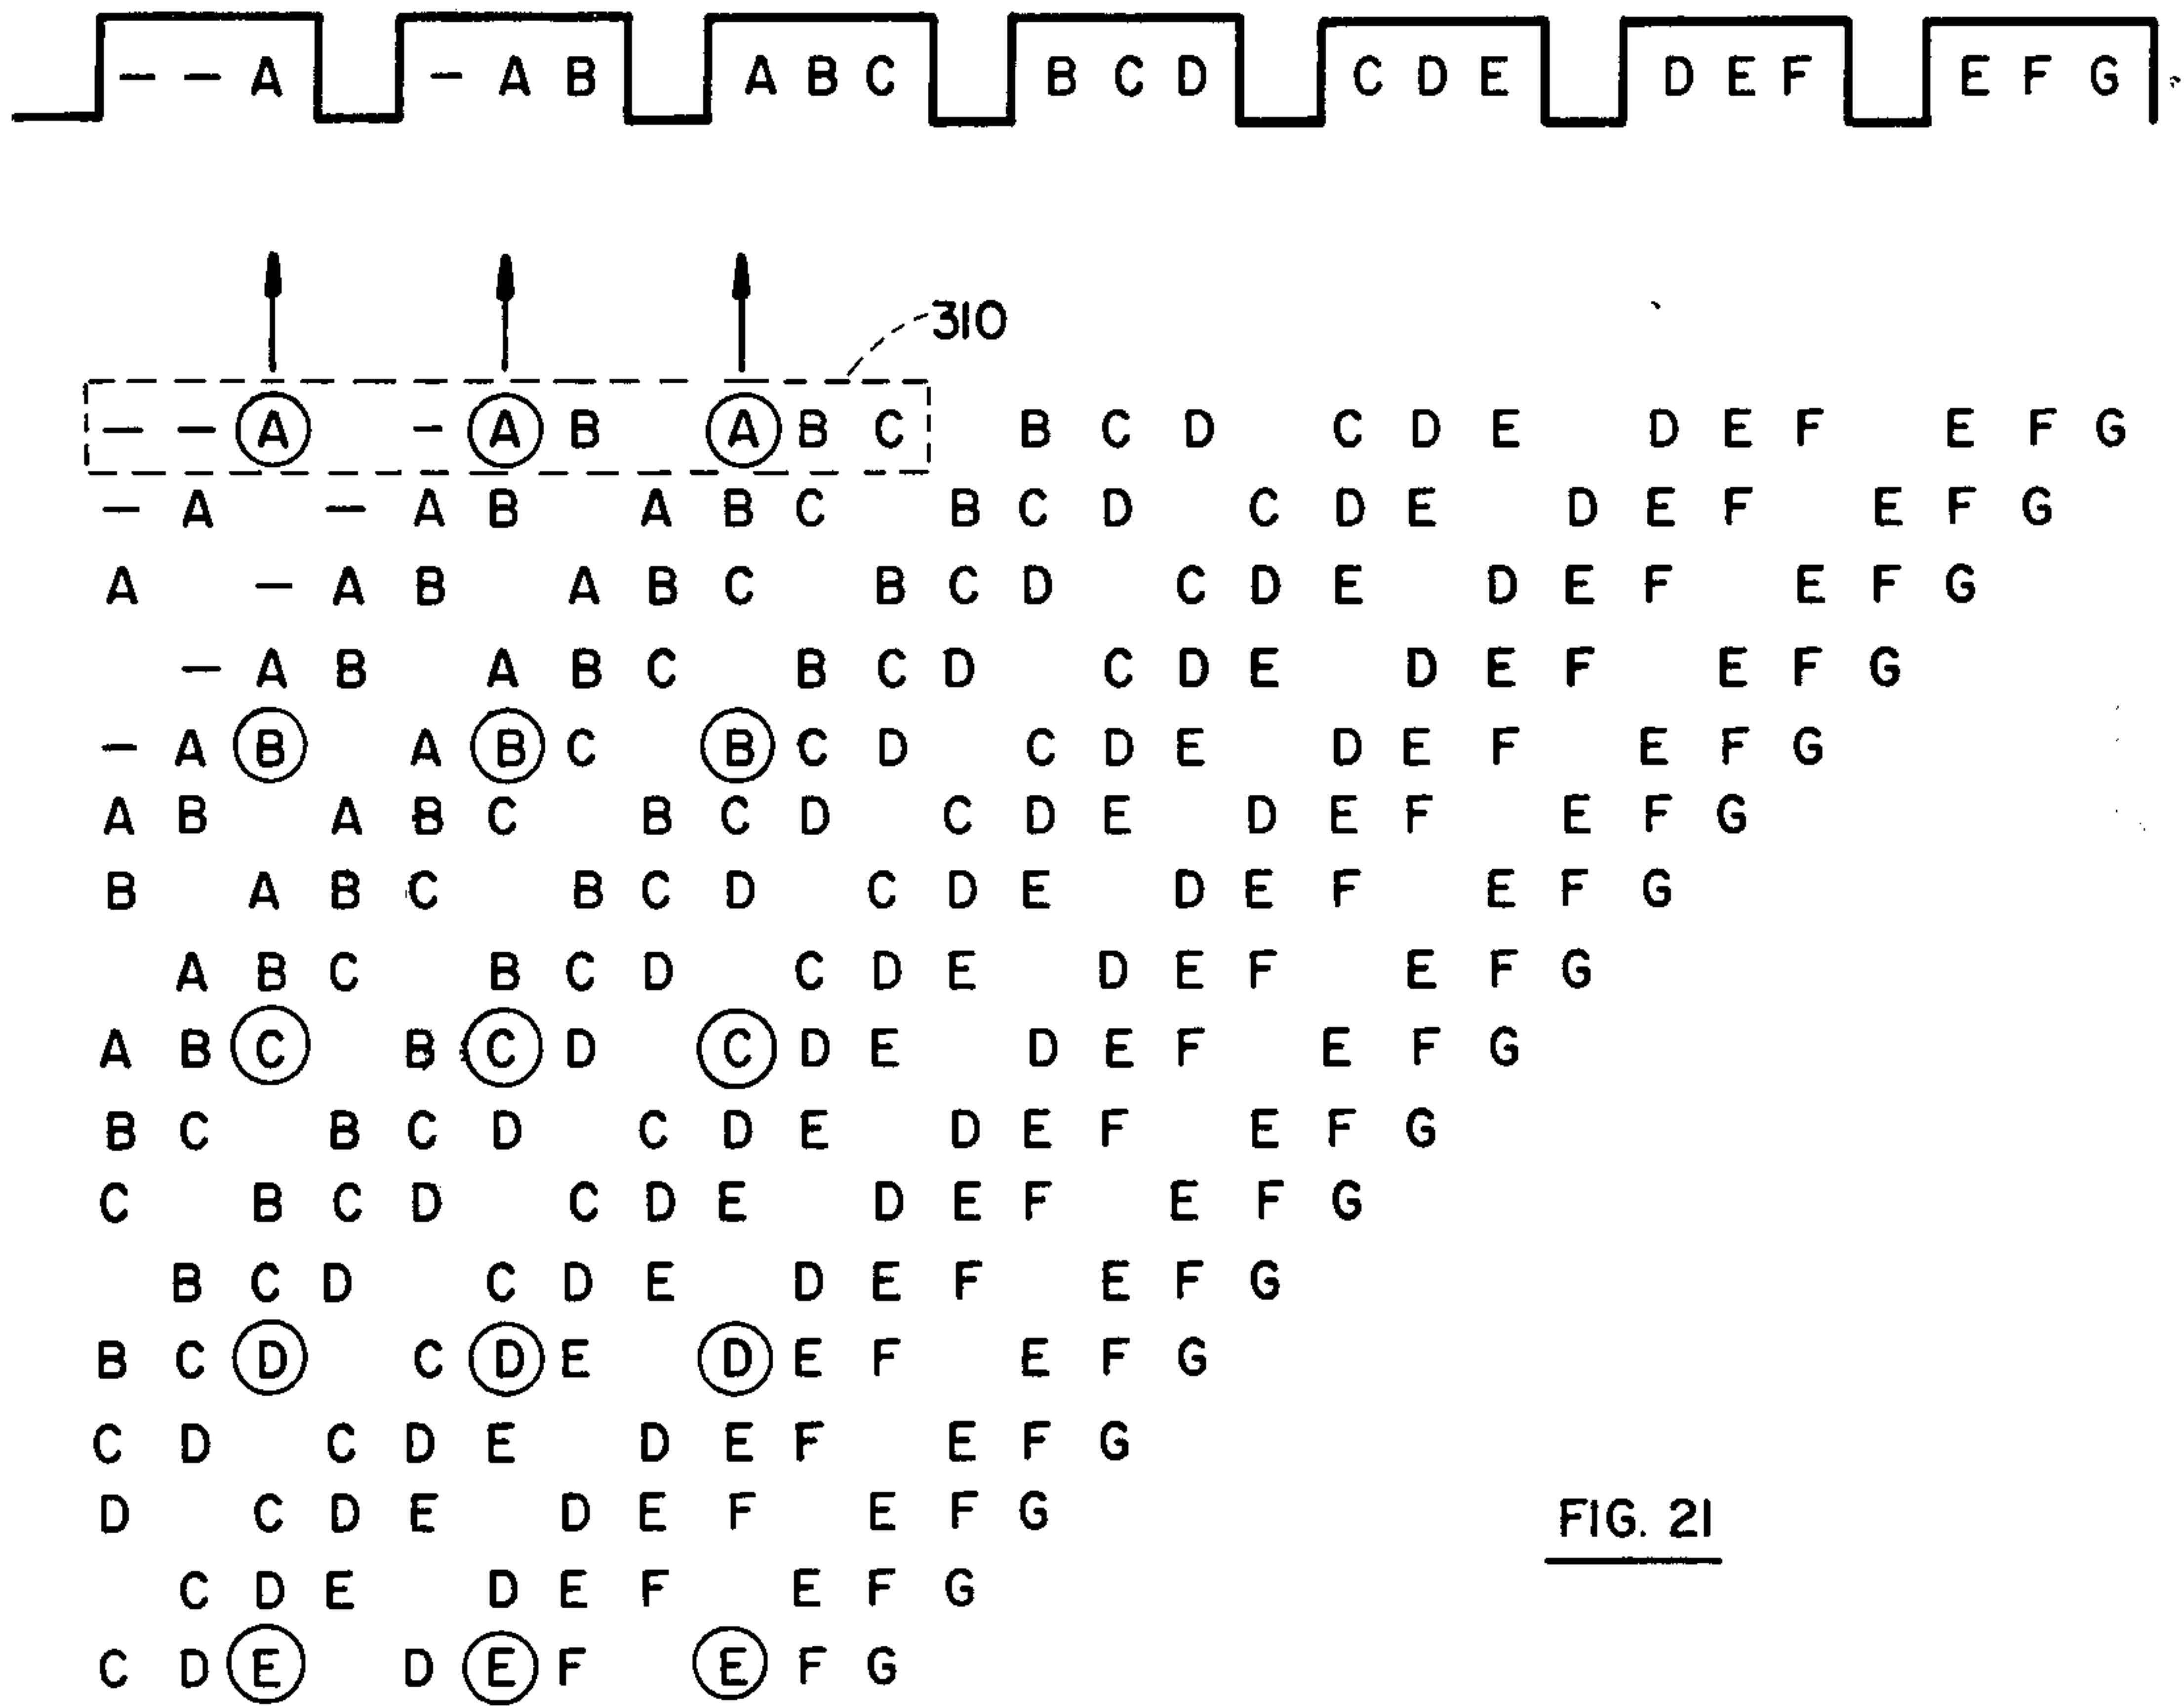 – – A – A B A B C B C D C D E D E F E F G
310
– – A – A B A B C B C D C D E D E F E F G
– A – A B A B C B C D C D E D E F E F G
A – A B A B C B C D C D E D E F E F G
– A B A B C B C D C D E D E F E F G
– A B A B C B C D C D E D E F E F G
A B A B C B C D C D E D E F E F G
B A B C B C D C D E D E F E F G
A B C B C D C D E D E F E F G
A B C B C D C D E D E F E F G
B C B C D C D E D E F E F G
C B C D C D E D E F E F G
B C D C D E D E F E F G
B C D C D E D E F E F G
C D C D E D E F E F G
D C D E D E F E F G
FIG. 21
C D E D E F E F G
C D E D E F E F G